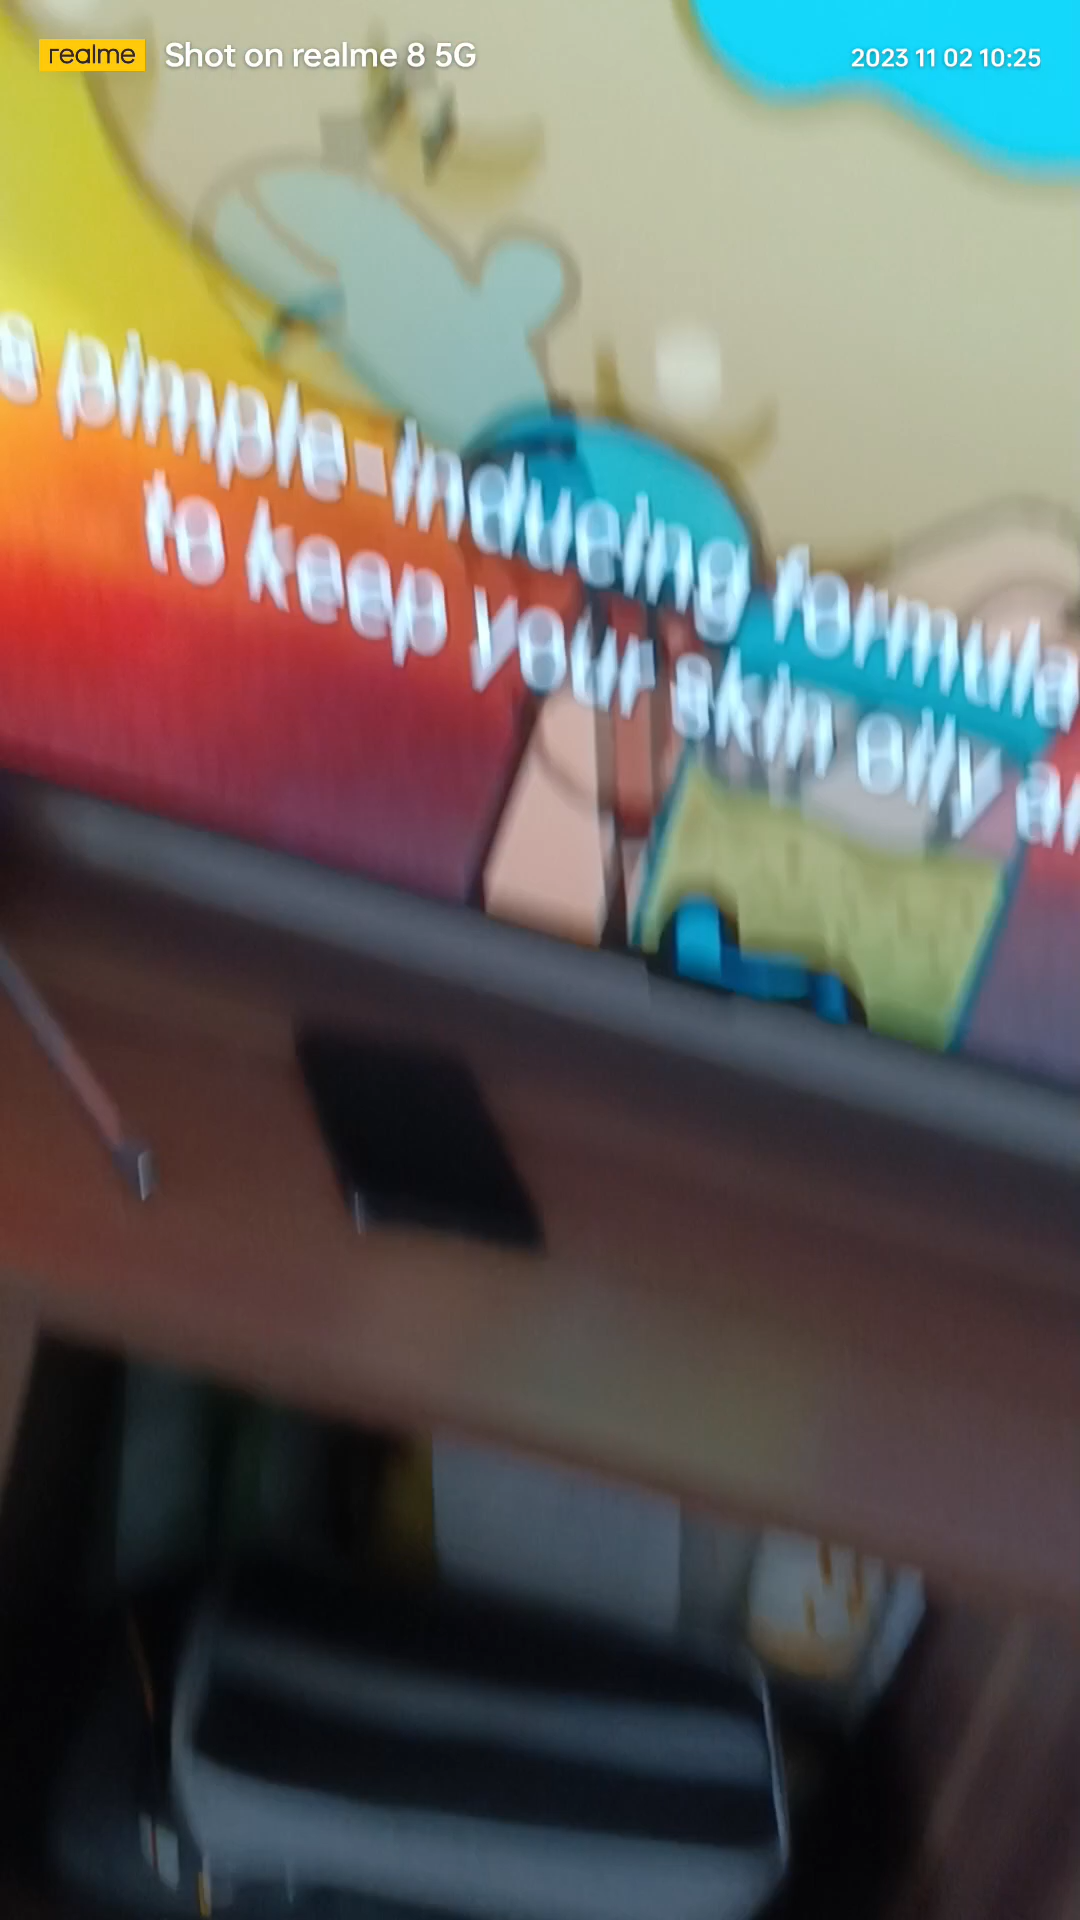 realme Shot on realme 8 5G
2023 11 02 10:25
pimple-inducing formula
to keep your skin oily